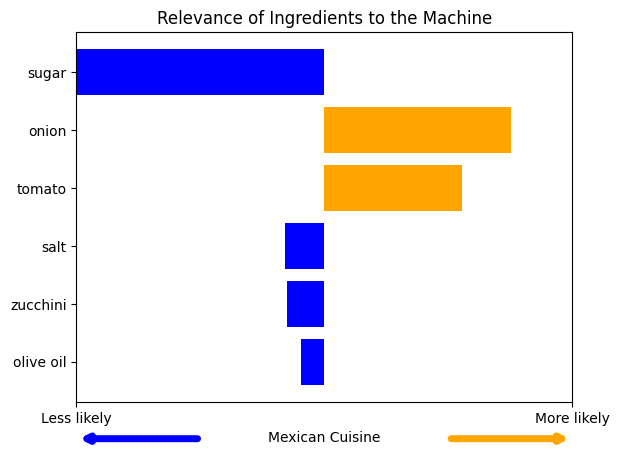 Relevance of Ingredients to the Machine
sugar
onion
tomato
salt
zucchini
olive oil
Less likely
More likely
Mexican Cuisine